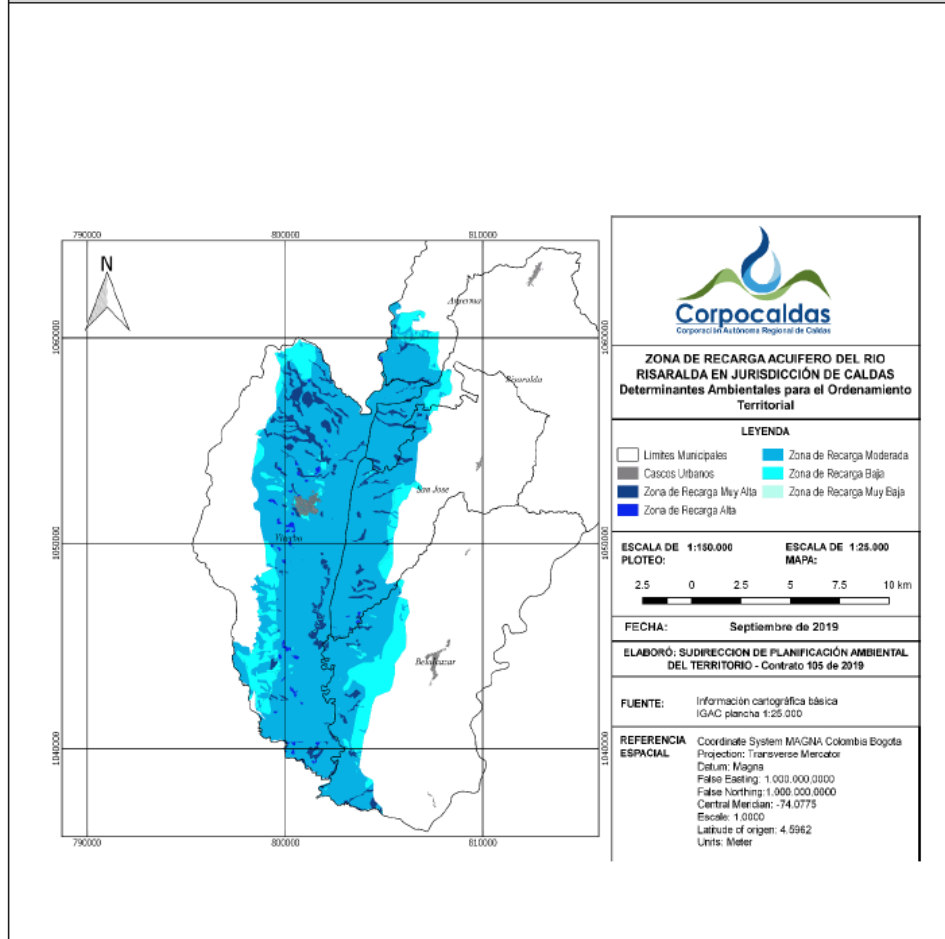 790000
800000
810000
N
1060000
1060000
Anserma
Risaralda
San Jose
1050000
1050000
Viterbo
Belalcazar
1040000
1040000
790000
800000
810000
Corpocaldas
Corporación Autónoma Regional de Caldas
ZONA DE RECARGA ACUIFERO DEL RIO
RISARALDA EN JURISDICCIÓN DE CALDAS
Determinantes Ambientales para el Ordenamiento
Territorial
LEYENDA
Limites Municipales
Cascos Urbanos
Zona de Recarga Muy Alta
Zona de Recarga Alta
Zona de Recarga Moderada
Zona de Recarga Baja
Zona de Recarga Muy Baja
ESCALA DE 1:150.000
PLOTEO:
ESCALA DE 1:25.000
MAPA:
2.5 0 2.5 5 7.5 10 km
FECHA: Septiembre de 2019
ELABORÓ: SUDIRECCION DE PLANIFICACIÓN AMBIENTAL
DEL TERRITORIO - Contrato 105 de 2019
FUENTE: Información cartográfica básica
IGAC plancha 1:25.000
REFERENCIA ESPACIAL
Coordinate System MAGNA Colombia Bogota
Projection: Transverse Mercator
Datum: Magna
False Easting: 1.000.000,0000
False Northing: 1.000.000,0000
Central Meridian: -74.0775
Escale: 1,0000
Latitude of origen: 4.5962
Units: Meter